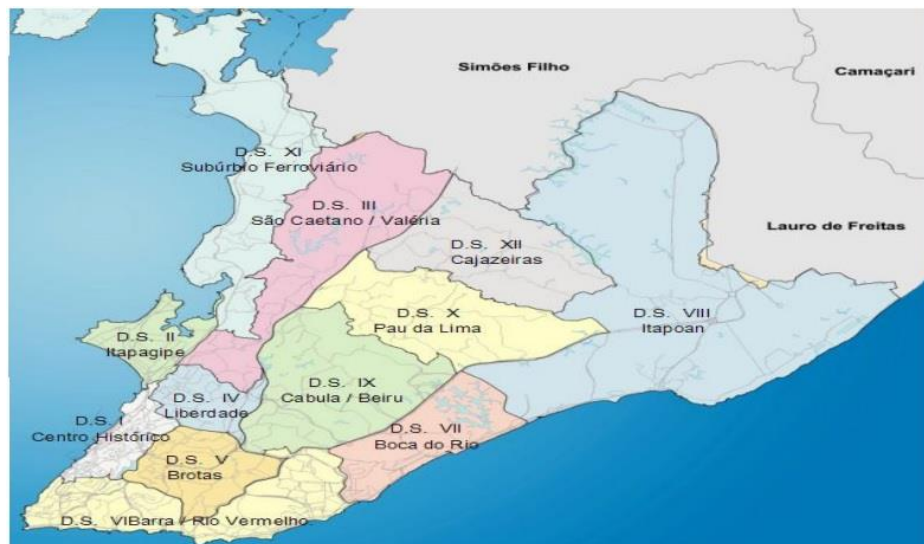 Simões Filho
Camaçari
D.S. XI
Subúrbio Ferroviário
D.S. III
São Caetano / Valéria
Lauro de Freitas
D.S. XII
Cajazeiras
D.S. X
Pau da Lima
D.S. VIII
Itapoan
D.S. II
Itapagipe
D.S. IX
Cabula / Beiru
D.S. IV
Liberdade
D.S. I
Centro Histórico
D.S. VII
Boca do Rio
D.S. V
Brotas
D.S. VIBarra / Rio Vermelho